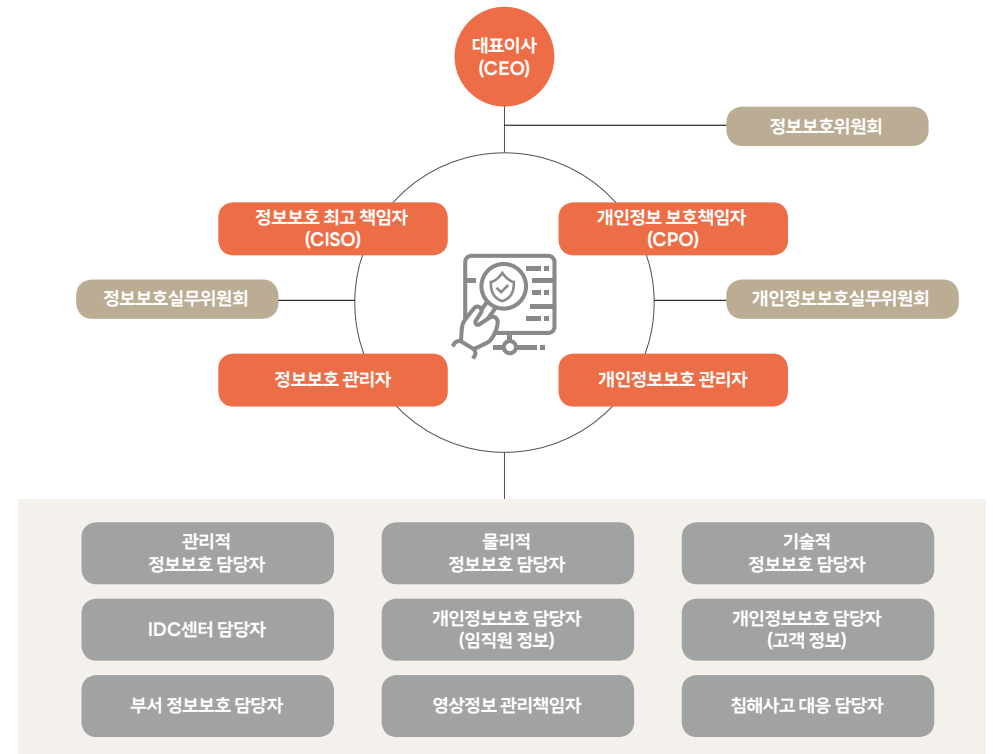 대표이사
(CEO)
정보보호위원회
정보보호 최고 책임자
(CISO)
개인정보 보호책임자
(CPO)
정보보호실무위원회
개인정보보호실무위원회
정보보호 관리자
개인정보보호 관리자
관리적
정보보호 담당자
물리적
정보보호 담당자
기술적
정보보호 담당자
IDC센터 담당자
개인정보보호 담당자
(임직원 정보)
개인정보보호 담당자
(고객 정보)
부서 정보보호 담당자
영상정보 관리책임자
침해사고 대응 담당자